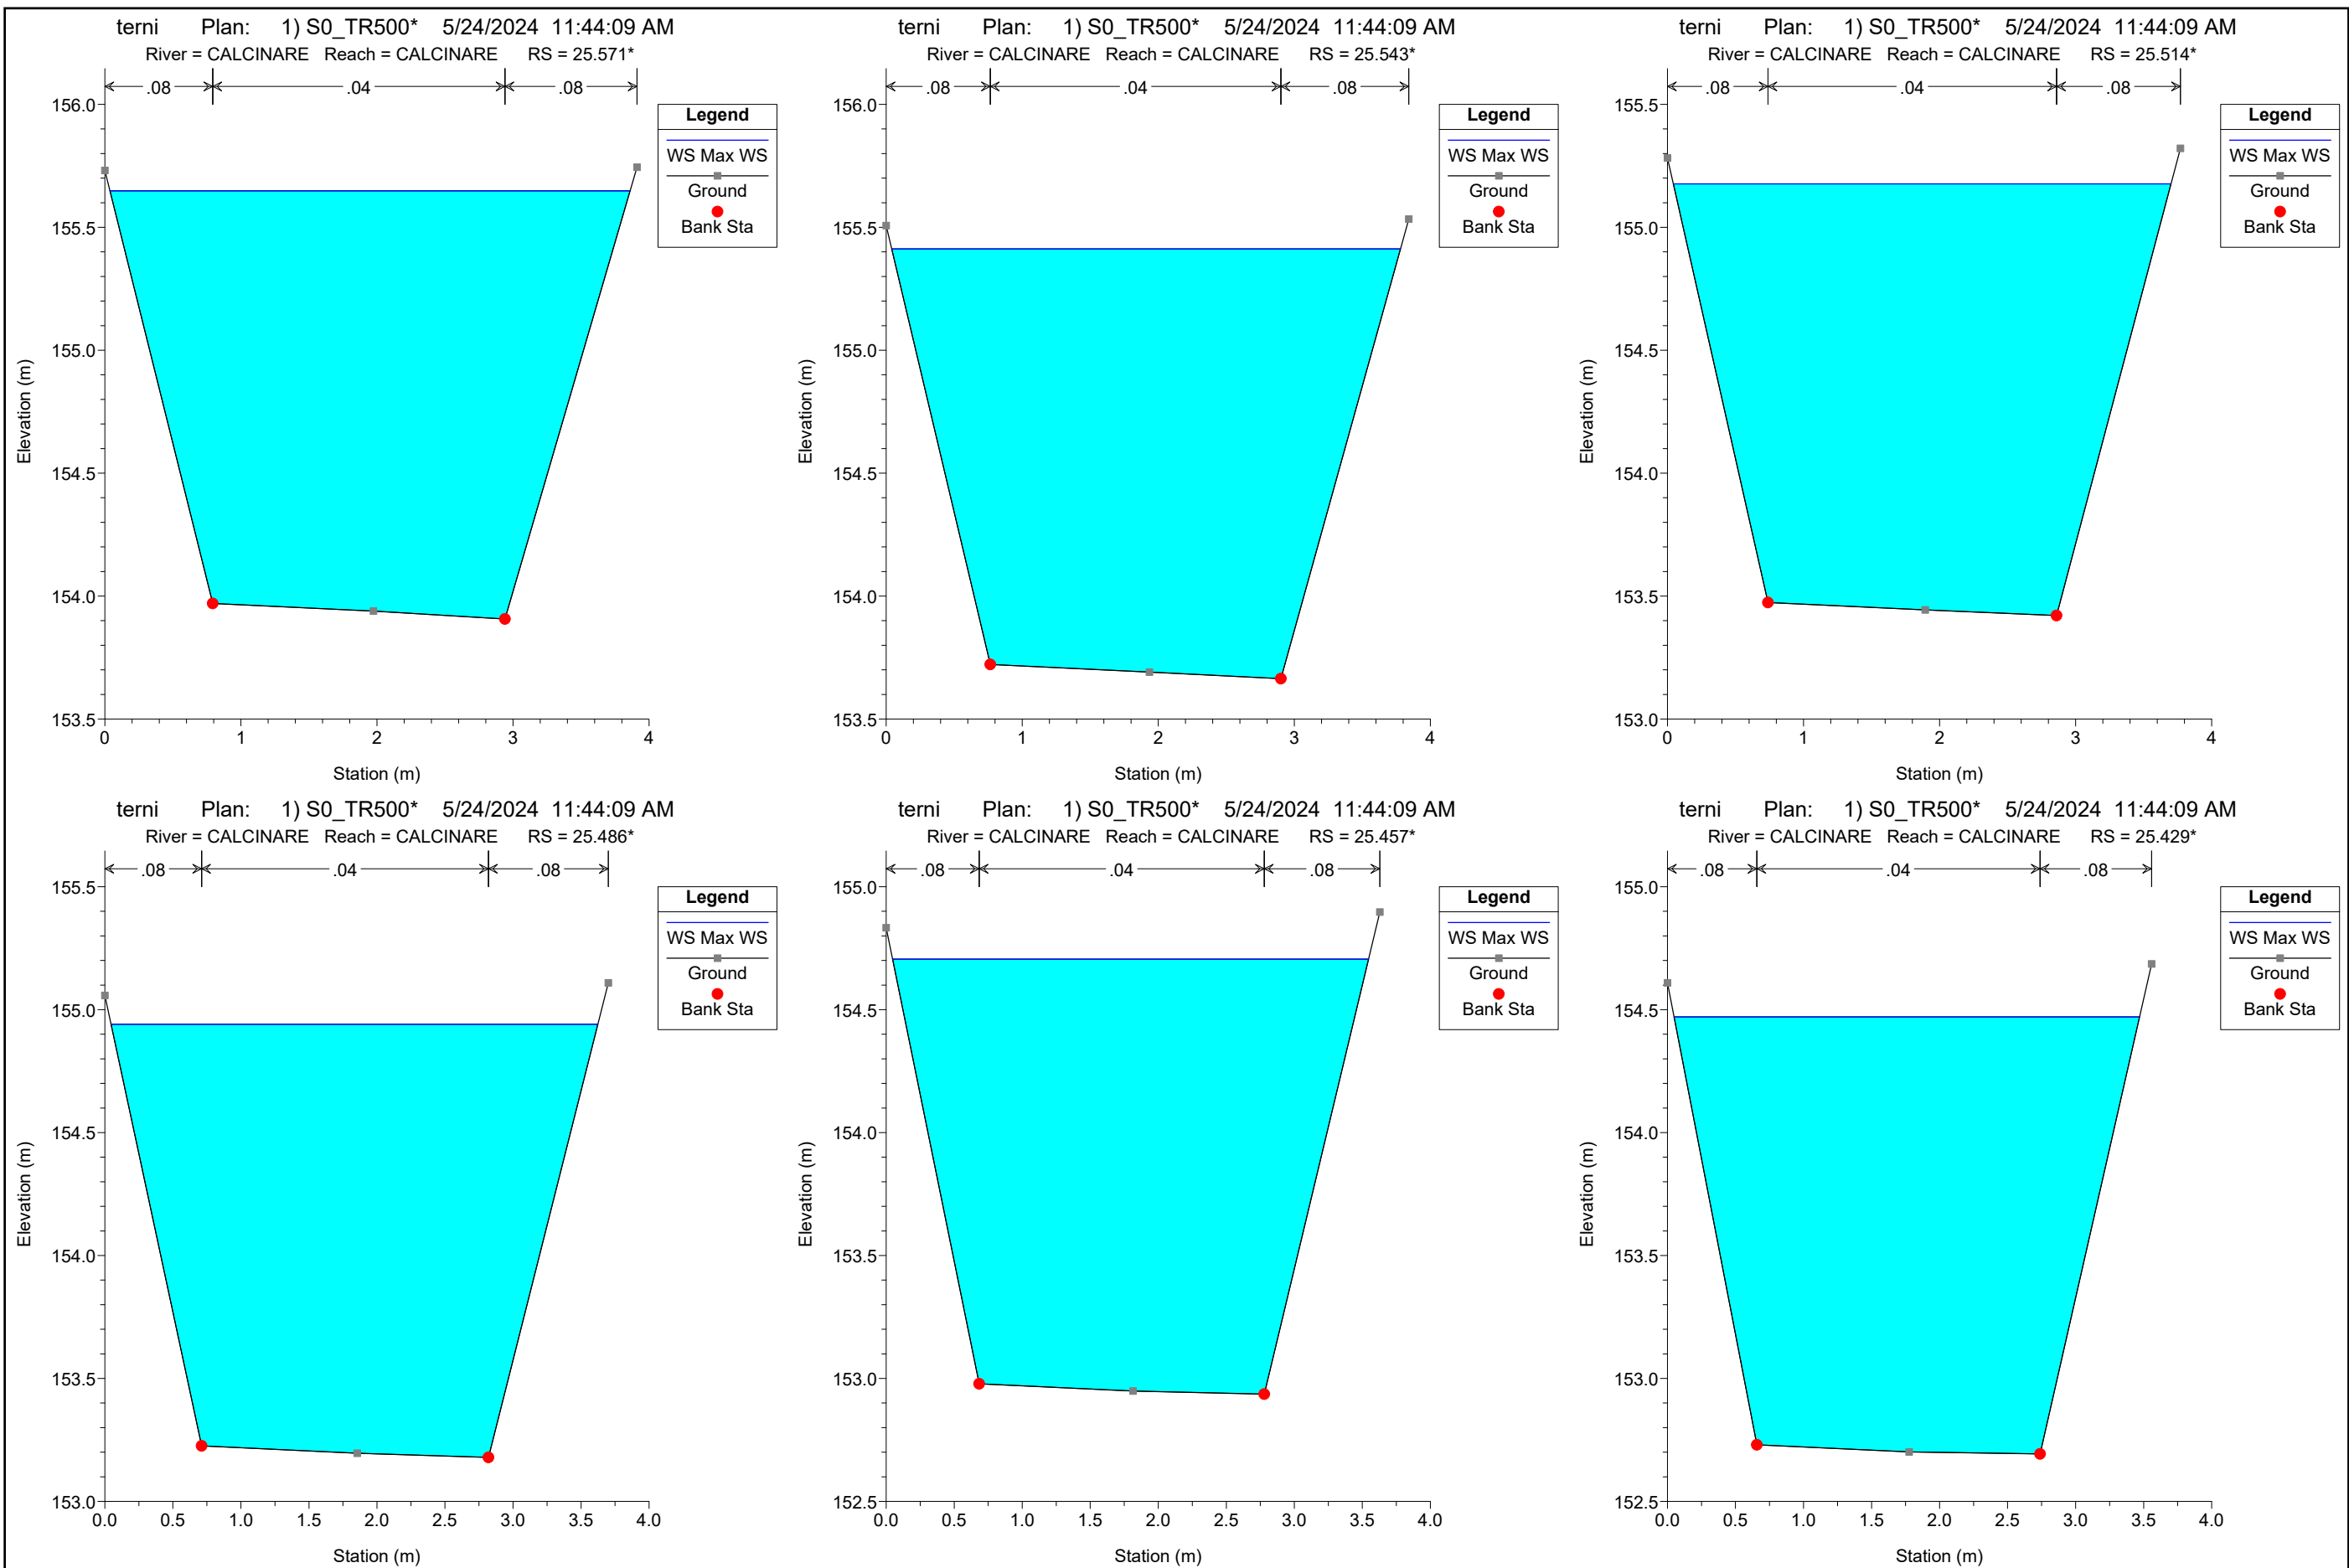 terni Plan: 1) S0_TR500* 5/24/2024 11:44:09 AM
River = CALCINARE Reach = CALCINARE RS = 25.571*
.08 .04 .08
156.0
155.5
155.0
154.5
154.0
153.5
0 1 2 3 4
Station (m)
Elevation (m)
Legend
WS Max WS
Ground
Bank Sta
terni Plan: 1) S0_TR500* 5/24/2024 11:44:09 AM
River = CALCINARE Reach = CALCINARE RS = 25.543*
.08 .04 .08
156.0
155.5
155.0
154.5
154.0
153.5
0 1 2 3 4
Station (m)
Elevation (m)
Legend
WS Max WS
Ground
Bank Sta
terni Plan: 1) S0_TR500* 5/24/2024 11:44:09 AM
River = CALCINARE Reach = CALCINARE RS = 25.514*
.08 .04 .08
155.5
155.0
154.5
154.0
153.5
153.0
0 1 2 3 4
Station (m)
Elevation (m)
Legend
WS Max WS
Ground
Bank Sta
terni Plan: 1) S0_TR500* 5/24/2024 11:44:09 AM
River = CALCINARE Reach = CALCINARE RS = 25.486*
.08 .04 .08
155.5
155.0
154.5
154.0
153.5
153.0
0.0 0.5 1.0 1.5 2.0 2.5 3.0 3.5 4.0
Station (m)
Elevation (m)
Legend
WS Max WS
Ground
Bank Sta
terni Plan: 1) S0_TR500* 5/24/2024 11:44:09 AM
River = CALCINARE Reach = CALCINARE RS = 25.457*
.08 .04 .08
155.0
154.5
154.0
153.5
153.0
152.5
0.0 0.5 1.0 1.5 2.0 2.5 3.0 3.5 4.0
Station (m)
Elevation (m)
Legend
WS Max WS
Ground
Bank Sta
terni Plan: 1) S0_TR500* 5/24/2024 11:44:09 AM
River = CALCINARE Reach = CALCINARE RS = 25.429*
.08 .04 .08
155.0
154.5
154.0
153.5
153.0
152.5
0.0 0.5 1.0 1.5 2.0 2.5 3.0 3.5 4.0
Station (m)
Elevation (m)
Legend
WS Max WS
Ground
Bank Sta